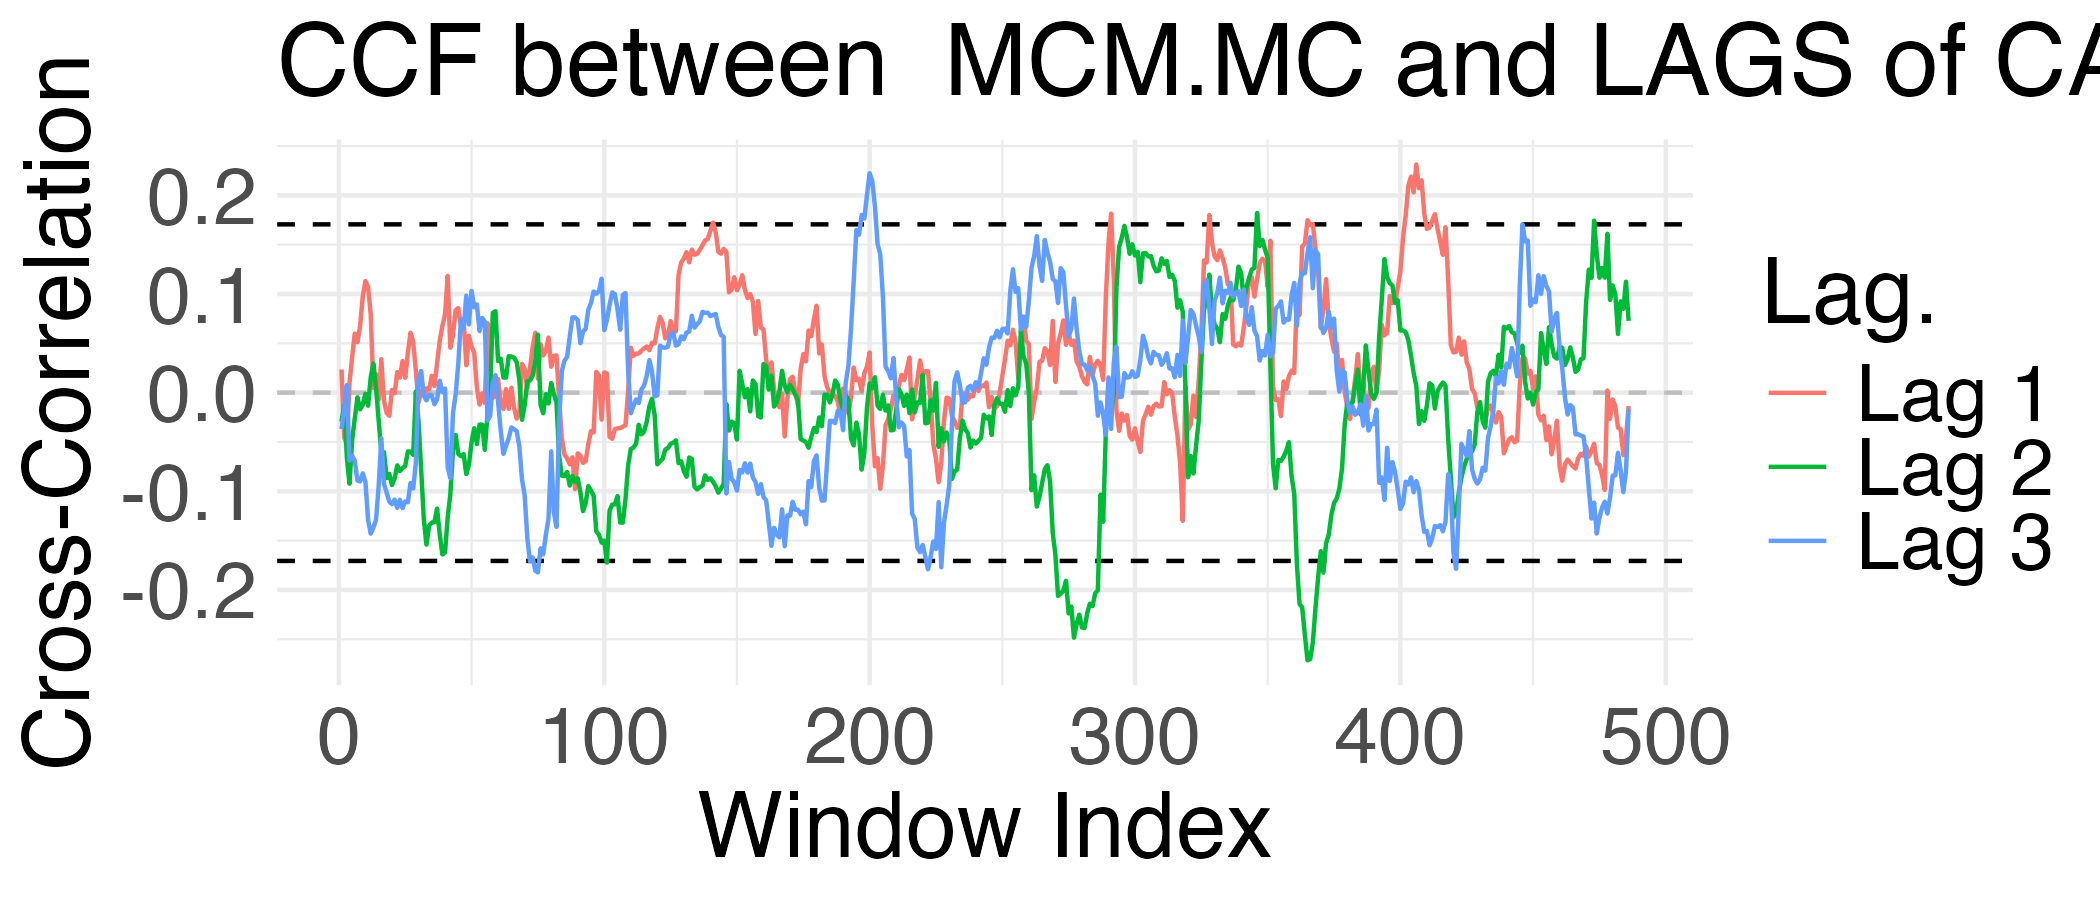 CCF between MCM.MC and LAGS of CA
Cross-Correlation
0.2
0.1
0.0
-0.1
-0.2
0 100 200 300 400 500
Window Index
Lag.
Lag 1
Lag 2
Lag 3